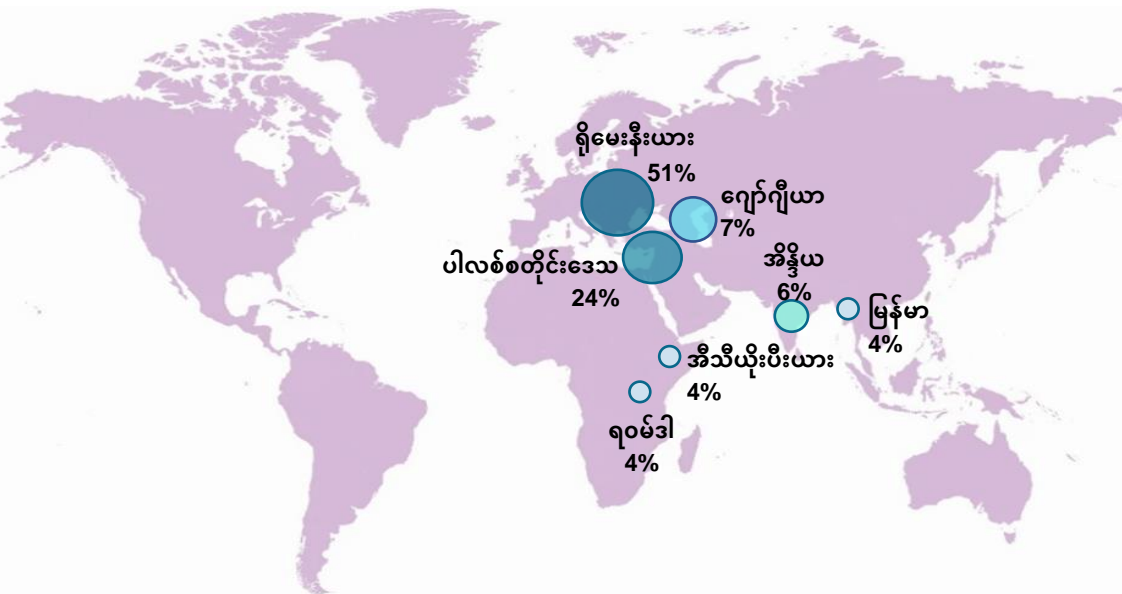 ရိုမေးနီးယား
51%
ဂျော်ဂျီယာ
7%
ပါလစ်စတိုင်းဒေသ
24%
အိန္ဒိယ
6%
မြန်မာ
4%
အီသီယိုးပီးယား
4%
ရဝမ်ဒါ
4%